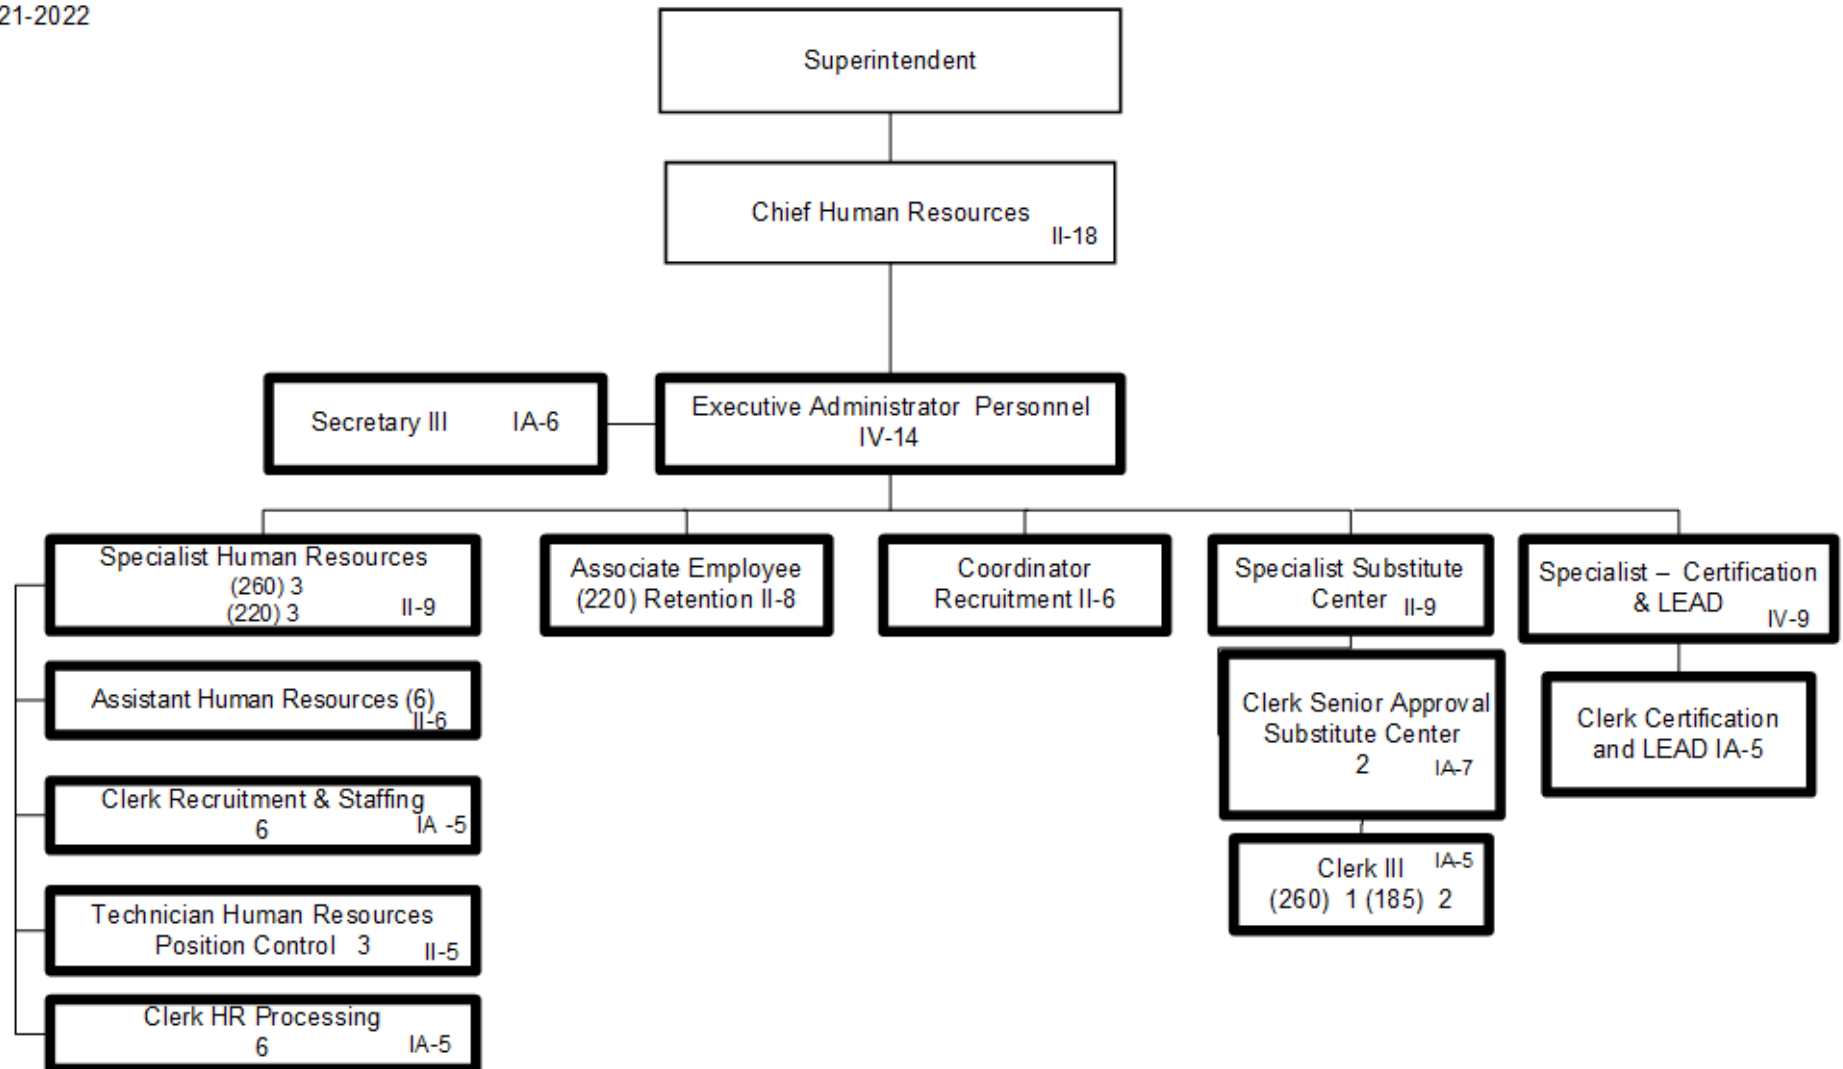 21-2022
Superintendent
Chief Human Resources
II-18
Secretary III IA-6
Executive Administrator Personnel
IV-14
Specialist Human Resources
(260) 3
(220) 3 II-9
Associate Employee
(220) Retention II-8
Coordinator
Recruitment II-6
Specialist Substitute
Center II-9
Specialist – Certification
& LEAD
IV-9
Assistant Human Resources (6)
II-6
Clerk Senior Approval
Substitute Center
2 IA-7
Clerk Certification
and LEAD IA-5
Clerk Recruitment & Staffing
6 IA -5
Clerk III IA-5
(260) 1 (185) 2
Technician Human Resources
Position Control 3 II-5
Clerk HR Processing
6 IA-5